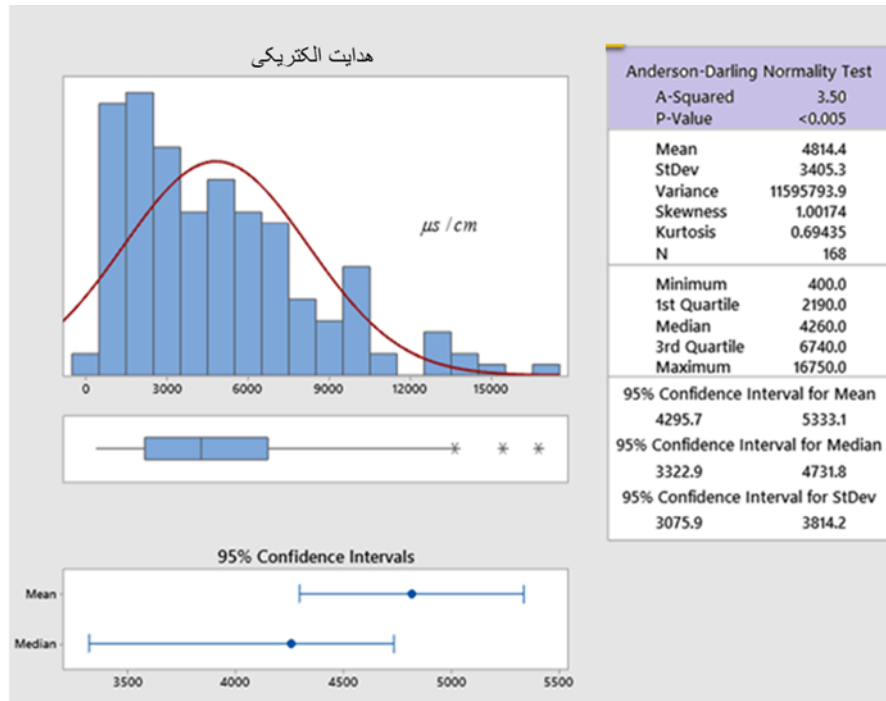 هدایت الکتریکی
μs / cm
0 3000 6000 9000 12000 15000
95% Confidence Intervals
Mean
Median
3500 4000 4500 5000 5500
Anderson-Darling Normality Test
A-Squared 3.50
P-Value <0.005
Mean 4814.4
StDev 3405.3
Variance 11595793.9
Skewness 1.00174
Kurtosis 0.69435
N 168
Minimum 400.0
1st Quartile 2190.0
Median 4260.0
3rd Quartile 6740.0
Maximum 16750.0
95% Confidence Interval for Mean
4295.7 5333.1
95% Confidence Interval for Median
3322.9 4731.8
95% Confidence Interval for StDev
3075.9 3814.2